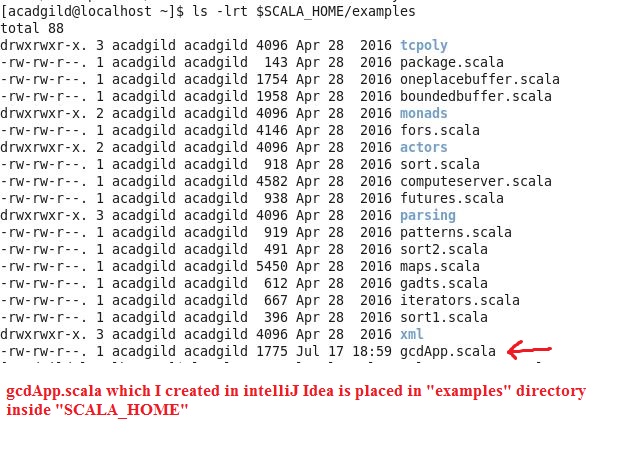 [acadgild@localhost ~]$ ls -lrt $SCALA_HOME/examples
total 88
drwxrwxr-x. 3 acadgild acadgild 4096 Apr 28  2016 tcpoly
-rw-rw-r--. 1 acadgild acadgild  143 Apr 28  2016 package.scala
-rw-rw-r--. 1 acadgild acadgild 1754 Apr 28  2016 oneplacebuffer.scala
-rw-rw-r--. 1 acadgild acadgild 1958 Apr 28  2016 boundedbuffer.scala
drwxrwxr-x. 2 acadgild acadgild 4096 Apr 28  2016 monads
-rw-rw-r--. 1 acadgild acadgild 4146 Apr 28  2016 fors.scala
drwxrwxr-x. 2 acadgild acadgild 4096 Apr 28  2016 actors
-rw-rw-r--. 1 acadgild acadgild  918 Apr 28  2016 sort.scala
-rw-rw-r--. 1 acadgild acadgild 4582 Apr 28  2016 computeserver.scala
-rw-rw-r--. 1 acadgild acadgild  938 Apr 28  2016 futures.scala
drwxrwxr-x. 3 acadgild acadgild 4096 Apr 28  2016 parsing
-rw-rw-r--. 1 acadgild acadgild  919 Apr 28  2016 patterns.scala
-rw-rw-r--. 1 acadgild acadgild  491 Apr 28  2016 sort2.scala
-rw-rw-r--. 1 acadgild acadgild 5450 Apr 28  2016 maps.scala
-rw-rw-r--. 1 acadgild acadgild  612 Apr 28  2016 gadts.scala
-rw-rw-r--. 1 acadgild acadgild  667 Apr 28  2016 iterators.scala
-rw-rw-r--. 1 acadgild acadgild  396 Apr 28  2016 sort1.scala
drwxrwxr-x. 3 acadgild acadgild 4096 Apr 28  2016 xml
-rw-rw-r--. 1 acadgild acadgild 1775 Jul 17 18:59 gcdApp.scala
gcdApp.scala which I created in intelliJ Idea is placed in "examples" directory
inside "SCALA_HOME"